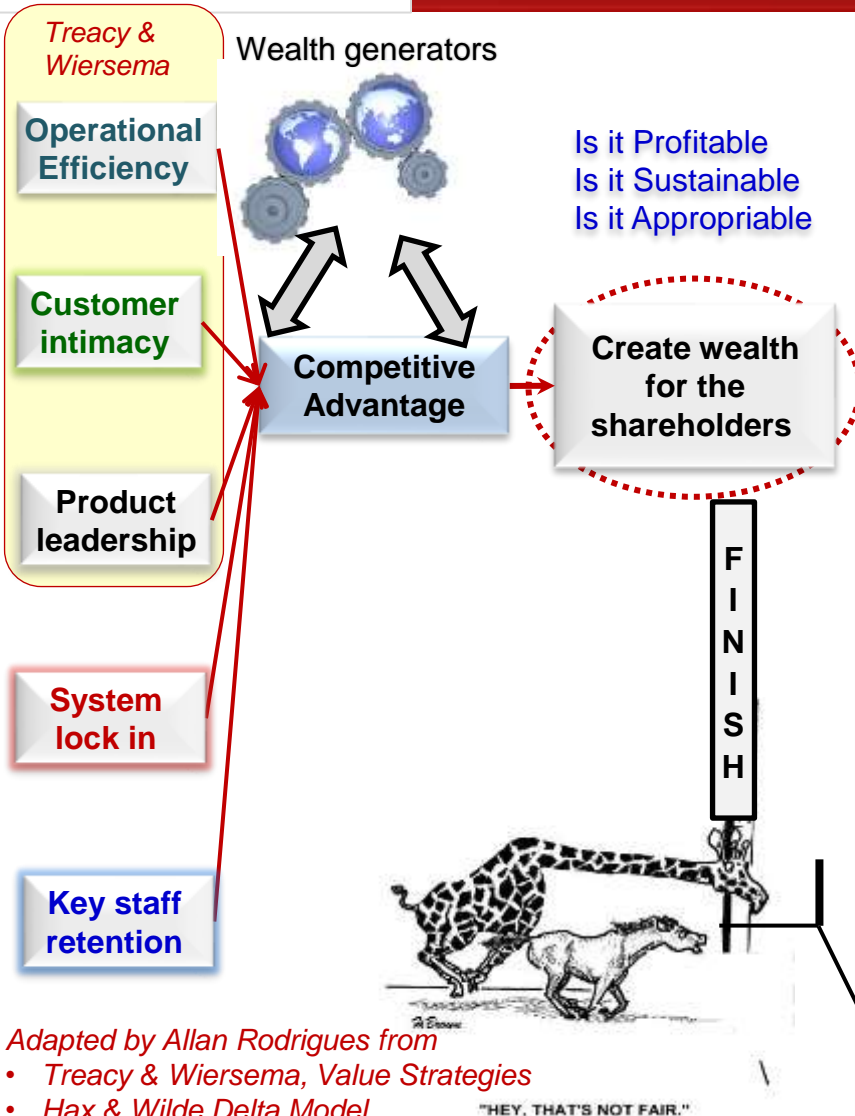 Treacy &
Wiersema
Wealth generators
Operational
Efficiency
Is it Profitable
Is it Sustainable
Is it Appropriable
Customer
intimacy
Competitive
Advantage
Create wealth
for the
shareholders
Product
leadership
F
I
N
I
S
H
System
lock in
Key staff
retention
Adapted by Allan Rodrigues from
• Treacy & Wiersema, Value Strategies
• Hax & Wilde Delta Model
"HEY, THAT'S NOT FAIR."